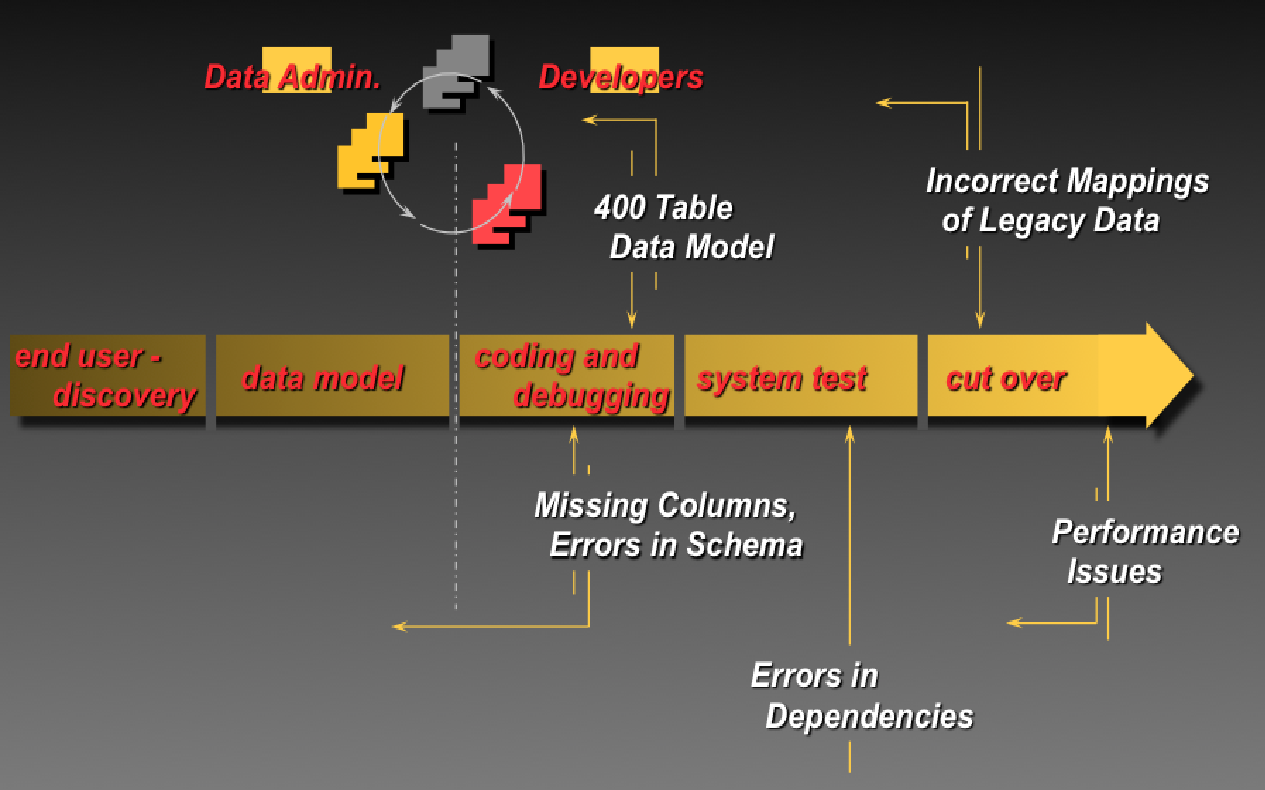 Data Admin.
Developers
400 Table
Data Model
Incorrect Mappings
of Legacy Data
end user -
discovery
data model
coding and
debugging
system test
cut over
Missing Columns,
Errors in Schema
Performance
Issues
Errors in
Dependencies